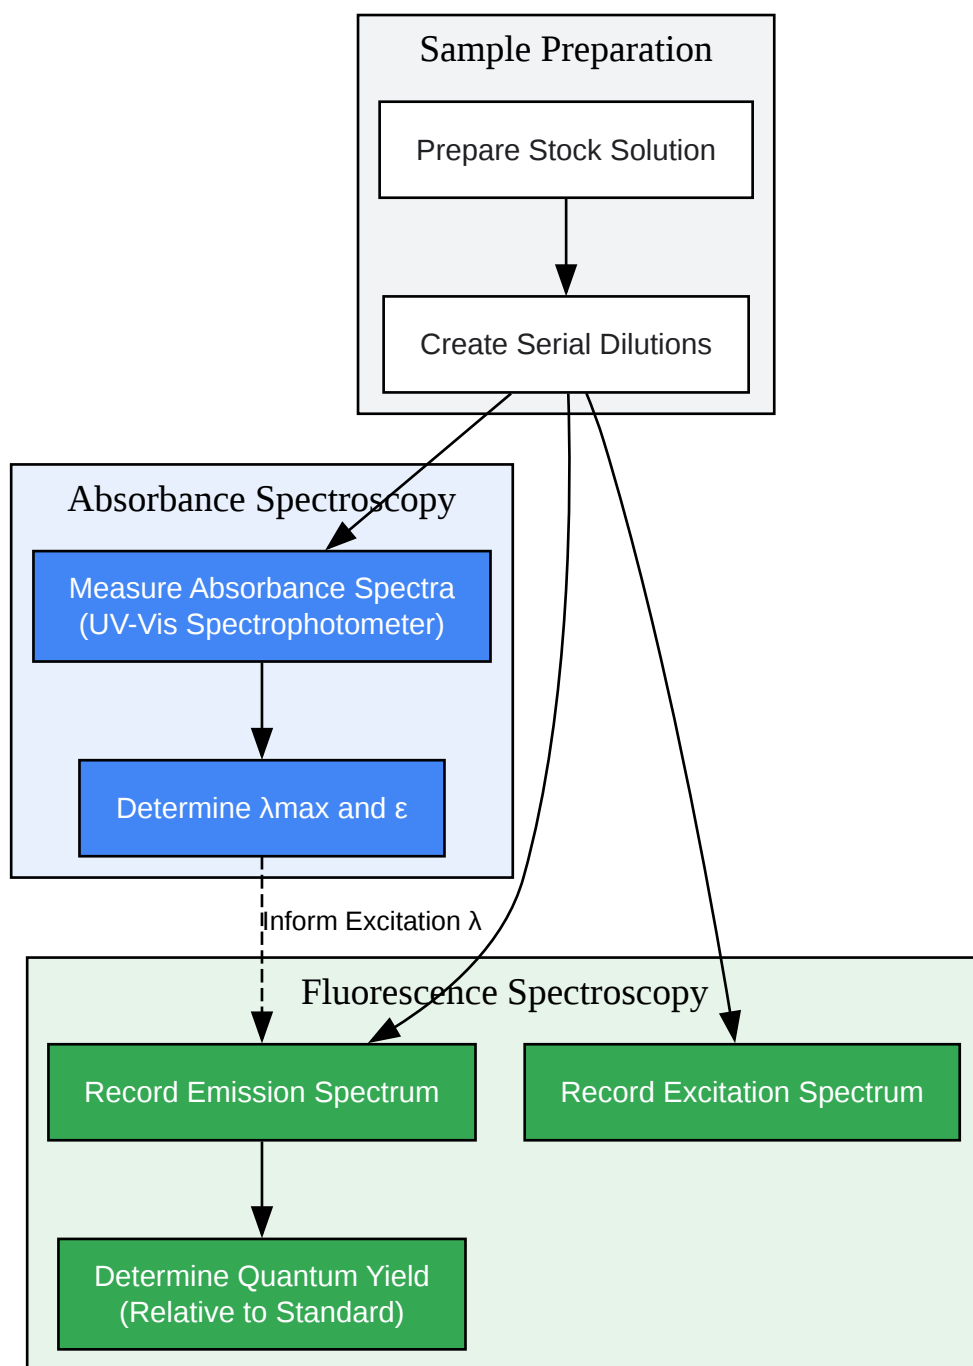 Sample Preparation
Prepare Stock Solution
Create Serial Dilutions
Absorbance Spectroscopy
Measure Absorbance Spectra
(UV-Vis Spectrophotometer)
Determine λmax and ε
Inform Excitation λ
Fluorescence Spectroscopy
Record Emission Spectrum
Record Excitation Spectrum
Determine Quantum Yield
(Relative to Standard)